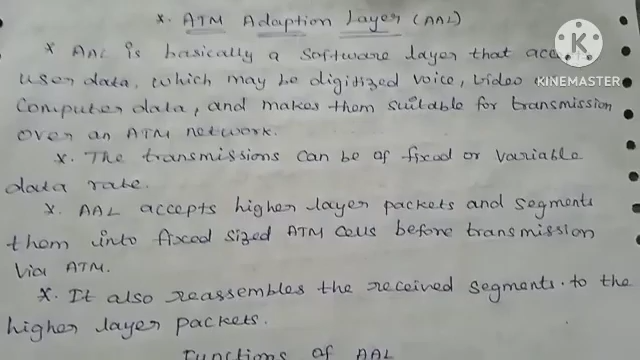 x. ATM Adaption Layer (AAL)
* AAL is basically a software layer that
user data, which may be digitized voice, video
KINEMASTER
Computer data, and makes them suitable for transmission
over an ATM network.
x. The transmissions can be of fixed or variable
data rate.
x. AAL accepts higher layer packets and segments
them into fixed sized ATM cells before transmission
via ATM.
x. It also reassembles the received segments. to the
higher layer packets.
Functions of AAL